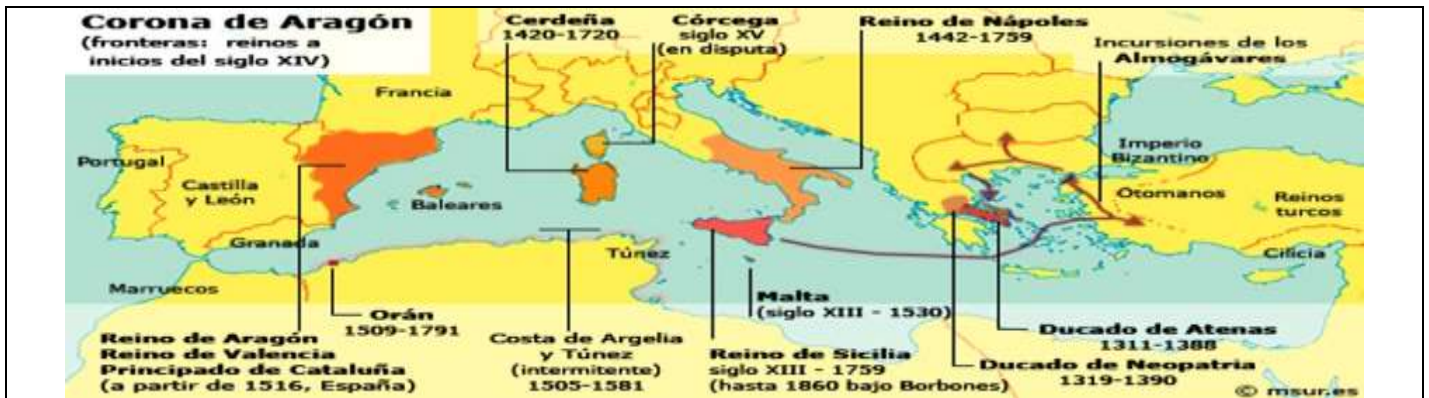 Corona de Aragón
(fronteras: reinos a
inicios del siglo XIV)
Cerdeña
1420-1720
Córcega
siglo XV
(en disputa)
Reino de Nápoles
1442-1759
Incursiones de los
Almogávares
Francia
Portugal
Castilla
y León
Baleares
Granada
Imperio
Bizantino
Otomanos
Reinos
turcos
Cilicia
Túnez
Marruecos
Orán
1509-1791
Malta
(siglo XIII - 1530)
Reino de Aragón
Reino de Valencia
Principado de Cataluña
(a partir de 1516, España)
Costa de Argelia
y Túnez
(intermitente)
1505-1581
Reino de Sicilia
siglo XIII - 1759
(hasta 1860 bajo Borbones)
Ducado de Atenas
1311-1388
Ducado de Neopatria
1319-1390
© msur.es